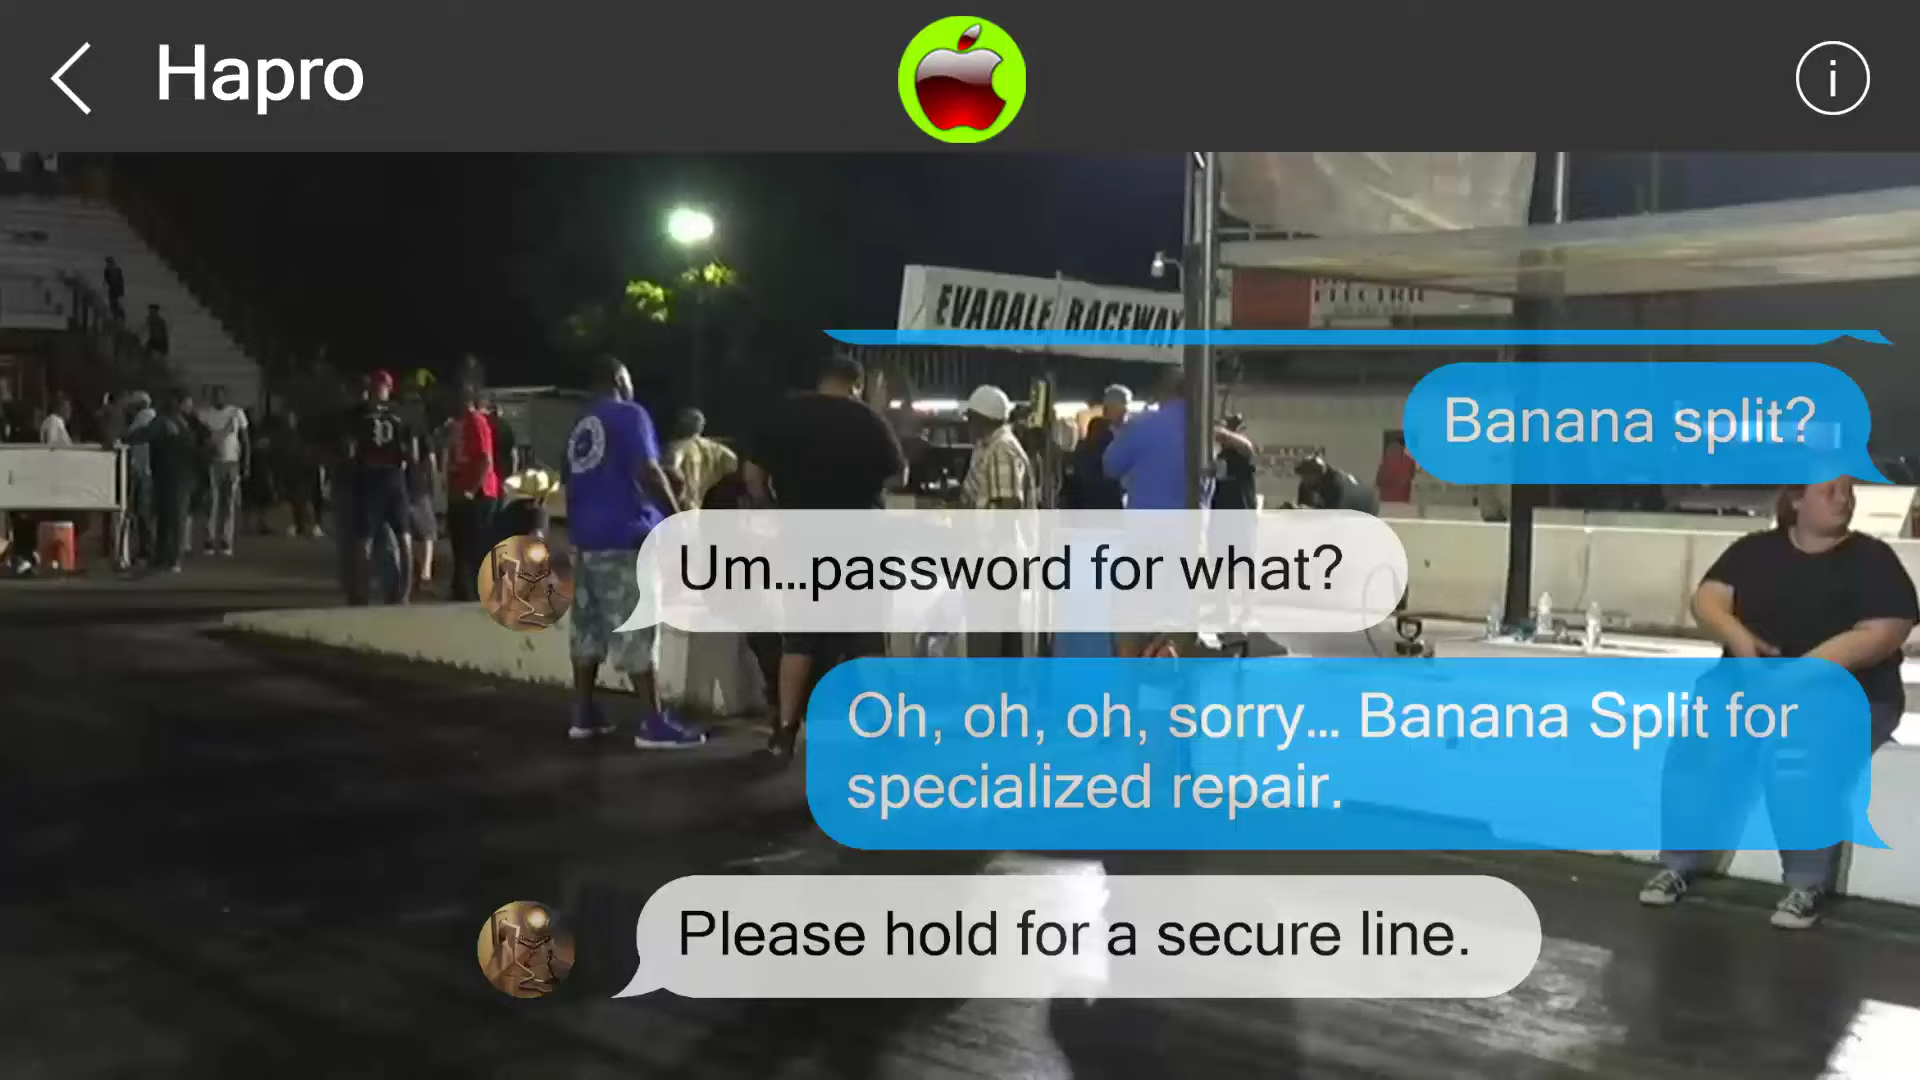 Hapro
i
EVADALE RACEWAY
ELECTRIC
Banana split?
Um...password for what?
Oh, oh, oh, sorry... Banana Split for
specialized repair.
Please hold for a secure line.